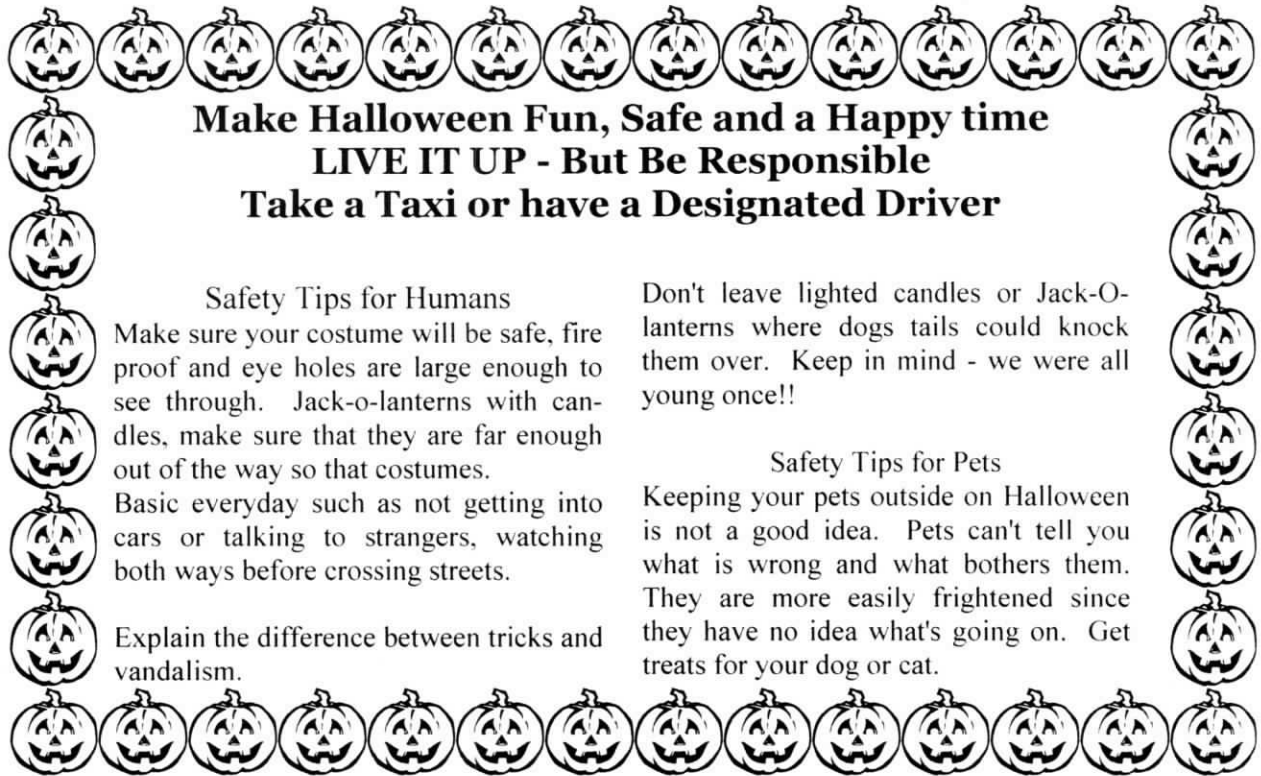 Make Halloween Fun, Safe and a Happy time
LIVE IT UP - But Be Responsible
Take a Taxi or have a Designated Driver
Safety Tips for Humans
Make sure your costume will be safe, fire
proof and eye holes are large enough to
see through. Jack-o-lanterns with can-
dles, make sure that they are far enough
out of the way so that costumes.
Basic everyday such as not getting into
cars or talking to strangers, watching
both ways before crossing streets.
Explain the difference between tricks and
vandalism.
Don't leave lighted candles or Jack-O-
lanterns where dogs tails could knock
them over. Keep in mind - we were all
young once!!
Safety Tips for Pets
Keeping your pets outside on Halloween
is not a good idea. Pets can't tell you
what is wrong and what bothers them.
They are more easily frightened since
they have no idea what's going on. Get
treats for your dog or cat.